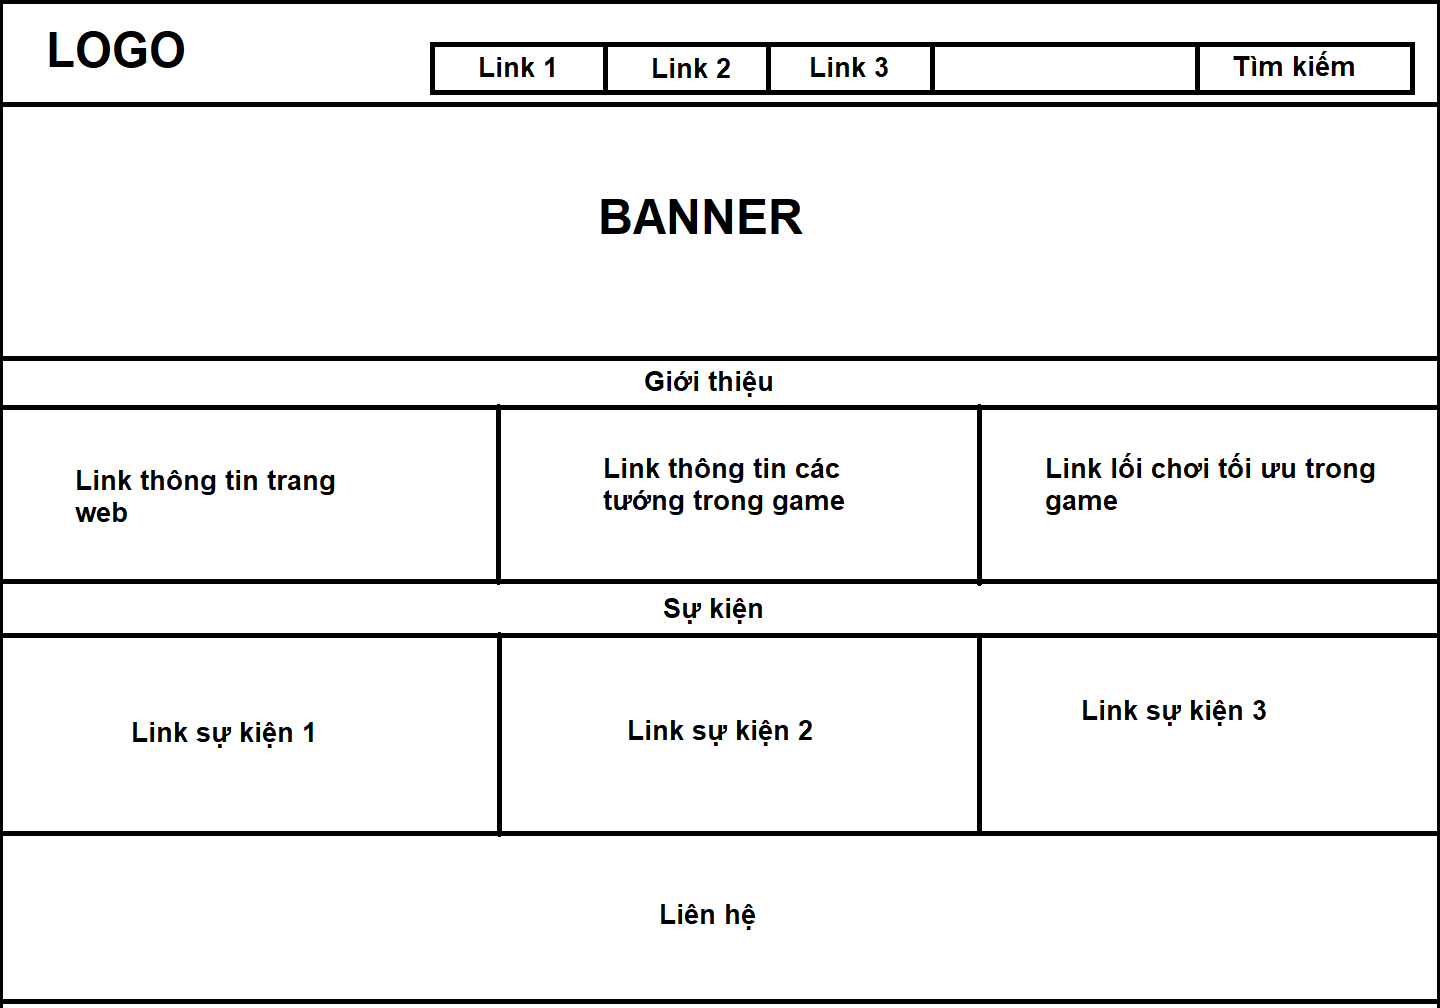 LOGO
Link 1
Link 2
Link 3
Tìm kiếm
BANNER
Giới thiệu
Link thông tin trang
web
Link thông tin các
tướng trong game
Link lối chơi tối ưu trong
game
Sự kiện
Link sự kiện 1
Link sự kiện 2
Link sự kiện 3
Liên hệ